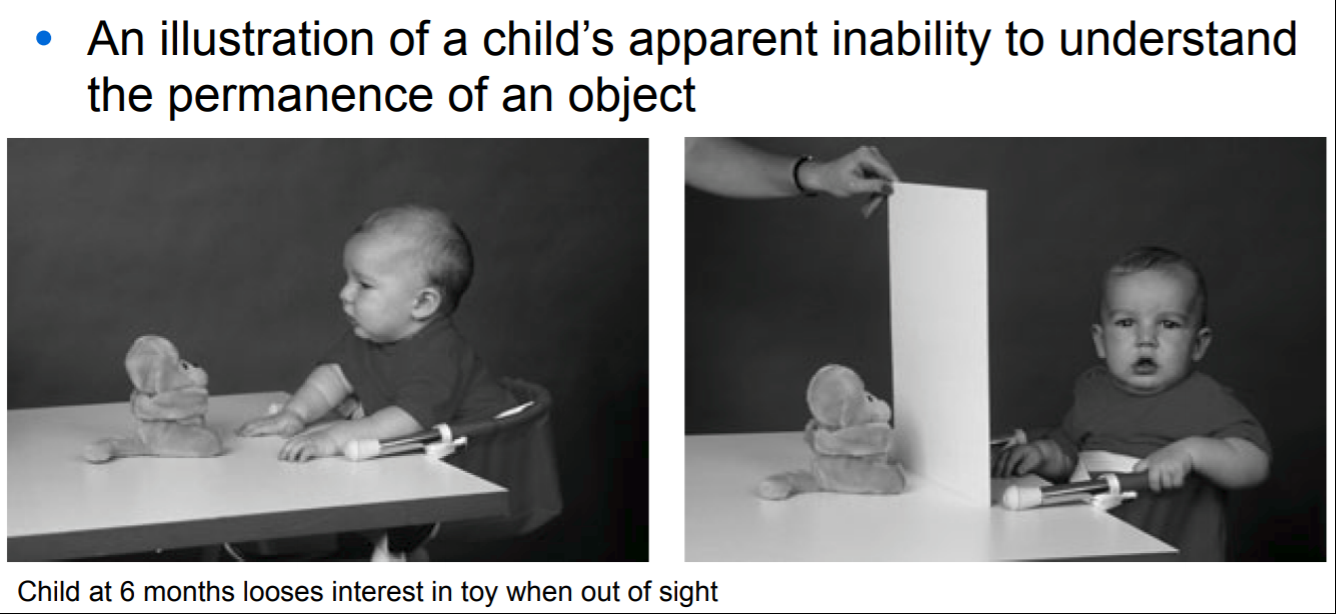 • An illustration of a child’s apparent inability to understand
the permanence of an object
Child at 6 months looses interest in toy when out of sight